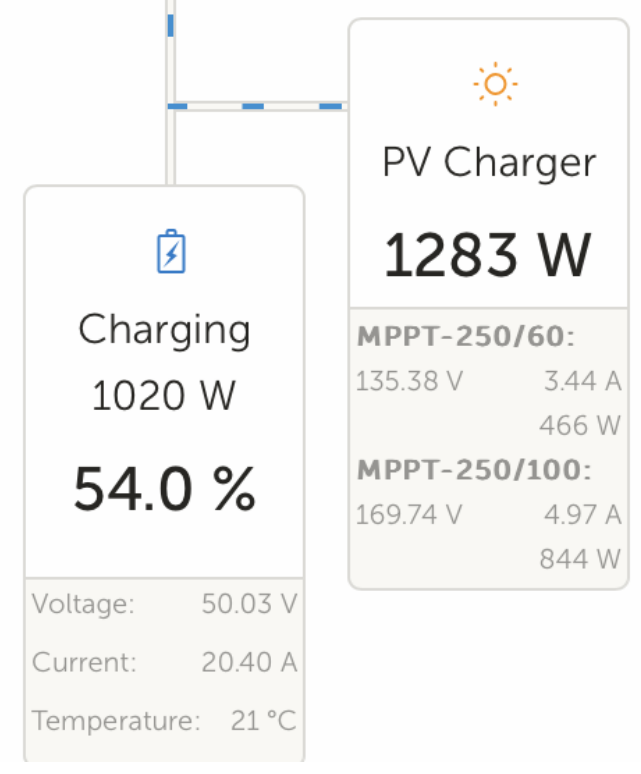 PV Charger
1283 W
MPPT-250/60:
135.38 V 3.44 A
466 W
MPPT-250/100:
169.74 V 4.97 A
844 W
Charging
1020 W
54.0 %
Voltage: 50.03 V
Current: 20.40 A
Temperature: 21 °C